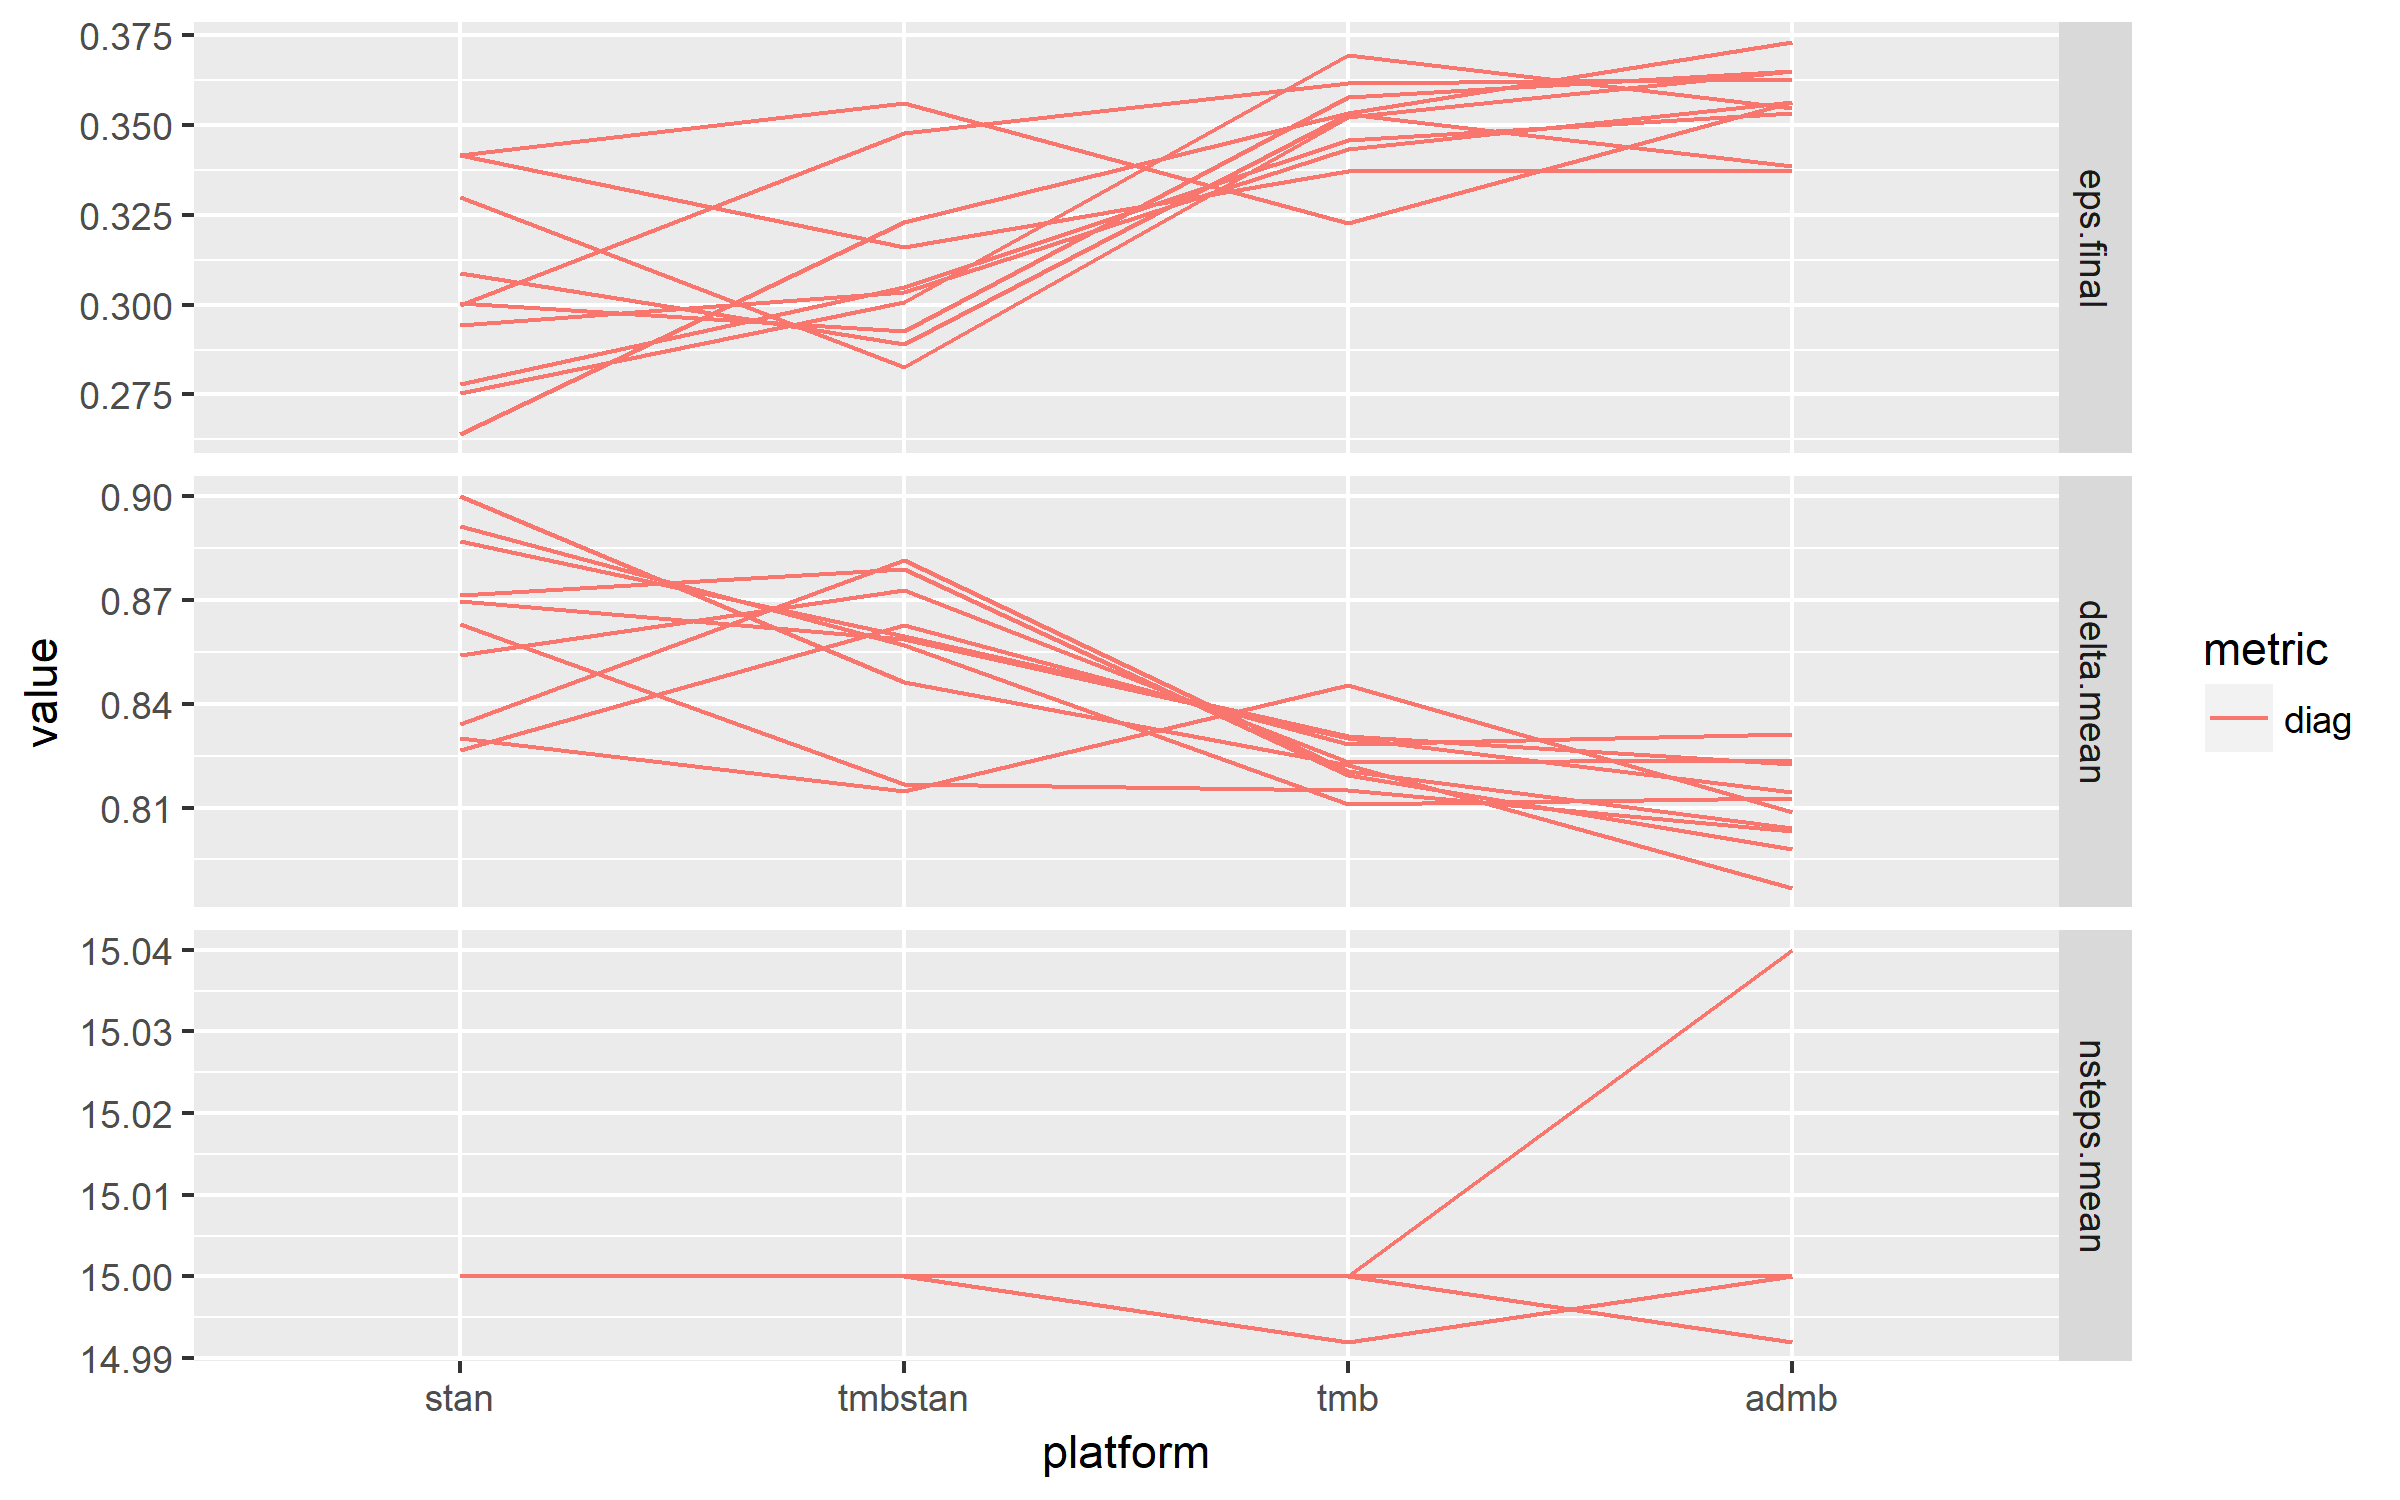 0.375
0.350
0.325
0.300
0.275
eps.final
0.90
0.87
0.84
0.81
delta.mean
15.04
15.03
15.02
15.01
15.00
14.99
nsteps.mean
value
stan tmbstan tmb admb
platform
metric
diag